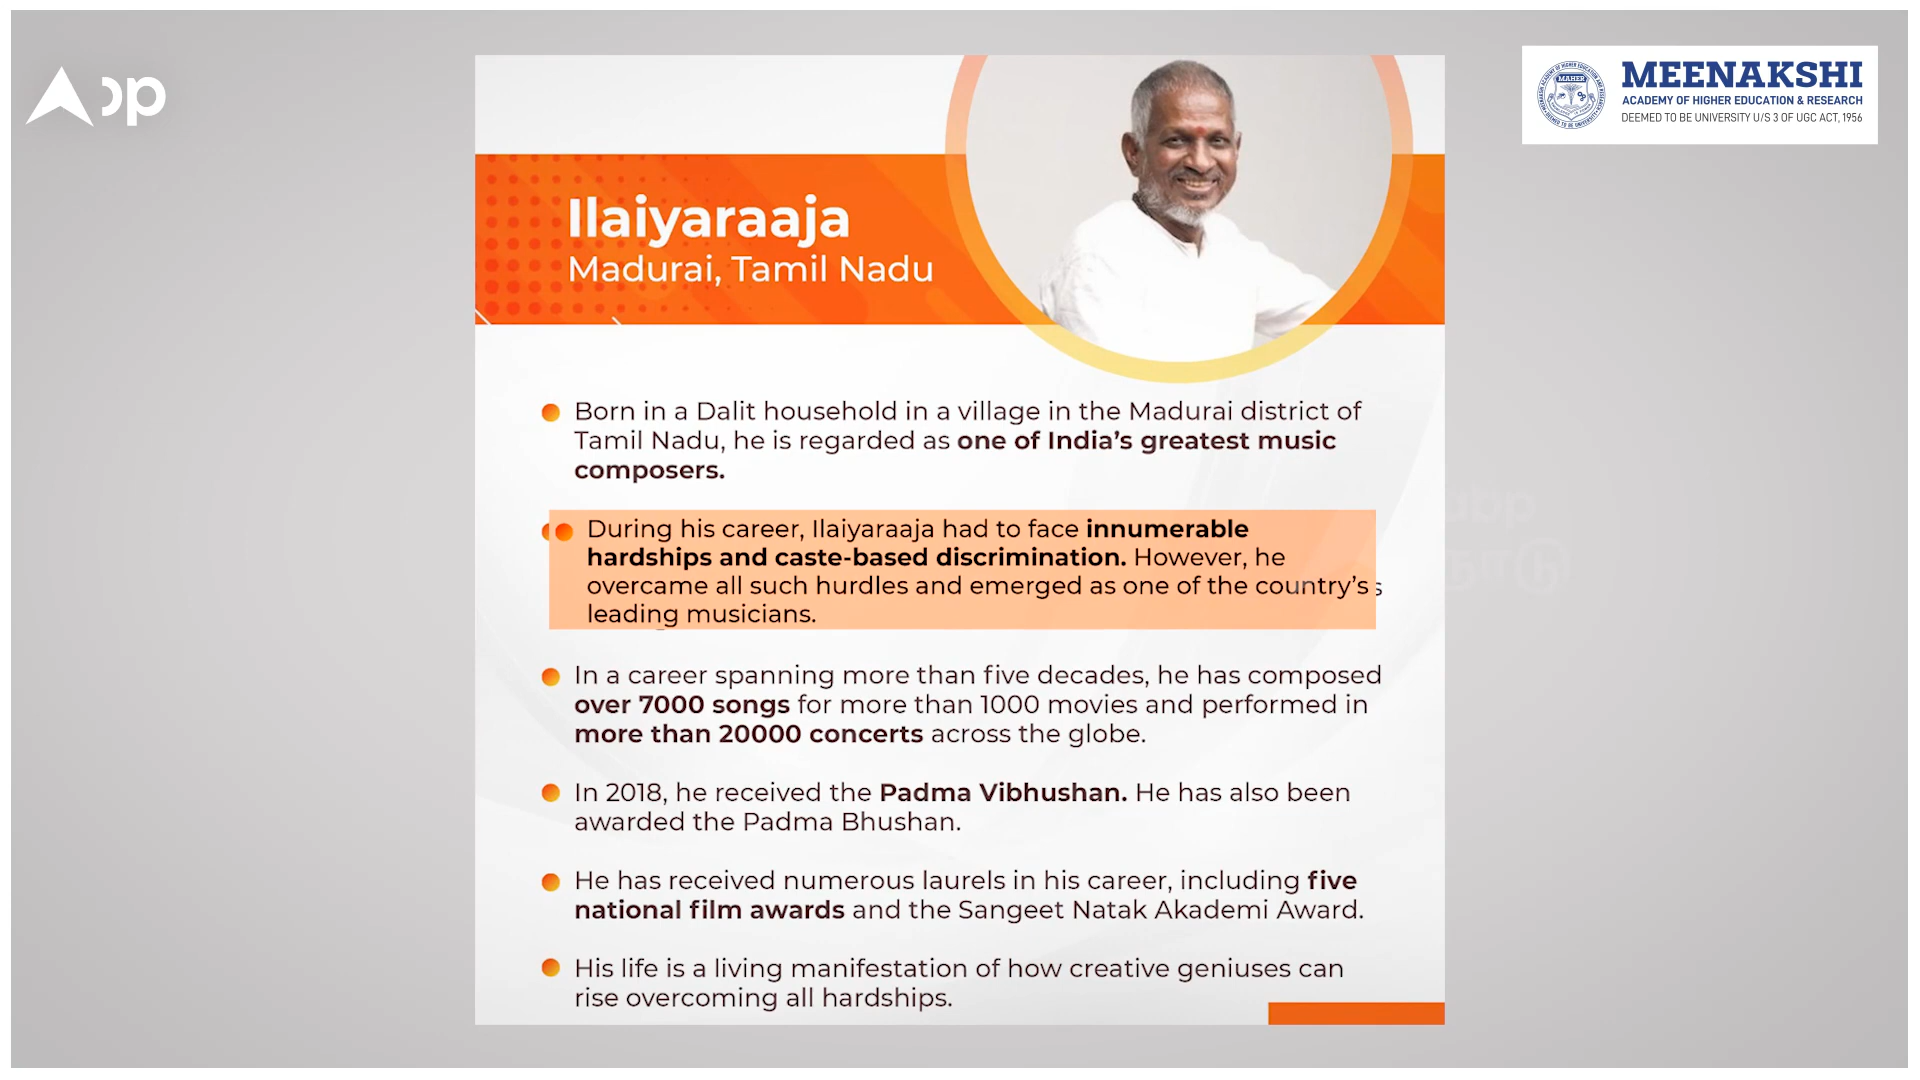 MEENAKSHI
ACADEMY OF HIGHER EDUCATION & RESEARCH
DEEMED TO BE UNIVERSITY U/S 3 OF UGC ACT, 1956
MAHER
Ilaiyaraaja
Madurai, Tamil Nadu
Born in a Dalit household in a village in the Madurai district of
Tamil Nadu, he is regarded as one of India's greatest music
composers.
During his career, Ilaiyaraaja had to face innumerable
hardships and caste-based discrimination. However, he
overcame all such hurdles and emerged as one of the country's
leading musicians.
In a career spanning more than five decades, he has composed
over 7000 songs for more than 1000 movies and performed in
more than 20000 concerts across the globe.
In 2018, he received the Padma Vibhushan. He has also been
awarded the Padma Bhushan.
He has received numerous laurels in his career, including five
national film awards and the Sangeet Natak Akademi Award.
His life is a living manifestation of how creative geniuses can
rise overcoming all hardships.
abp
நாடு